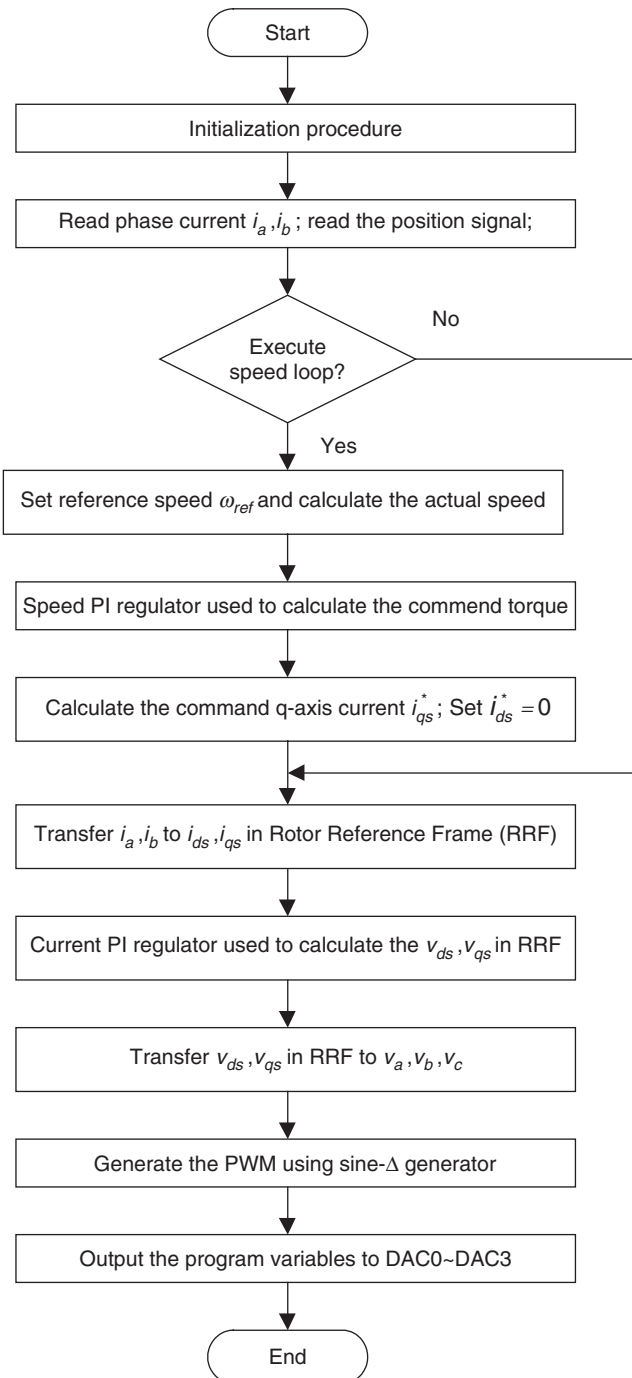 Start
Initialization procedure
Read phase current i_a, i_b; read the position signal;
No
Execute
speed loop?
Yes
Set reference speed ω_ref and calculate the actual speed
Speed PI regulator used to calculate the commend torque
Calculate the command q-axis current i*_qs; Set i*_ds = 0
Transfer i_a, i_b to i_ds, i_qs in Rotor Reference Frame (RRF)
Current PI regulator used to calculate the v_ds, v_qs in RRF
Transfer v_ds, v_qs in RRF to v_a, v_b, v_c
Generate the PWM using sine-Δ generator
Output the program variables to DAC0~DAC3
End